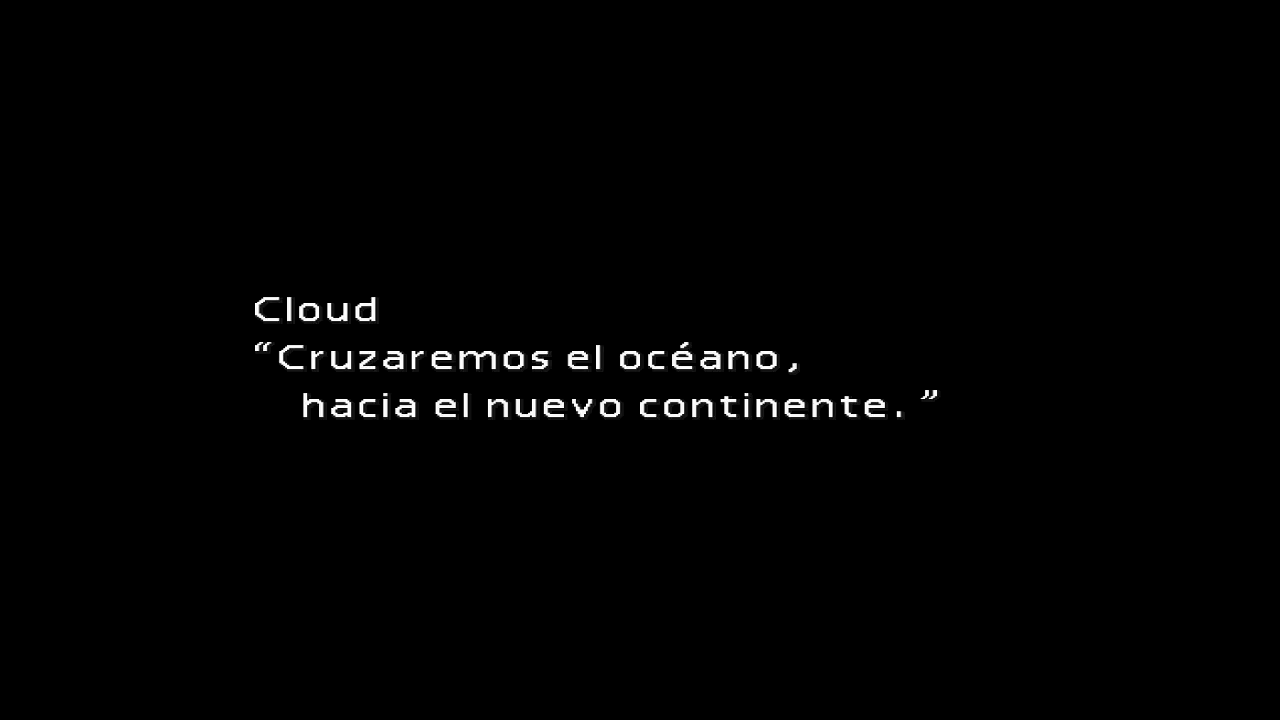 Cloud
“Cruzaremos el océano,
hacia el nuevo continente.”